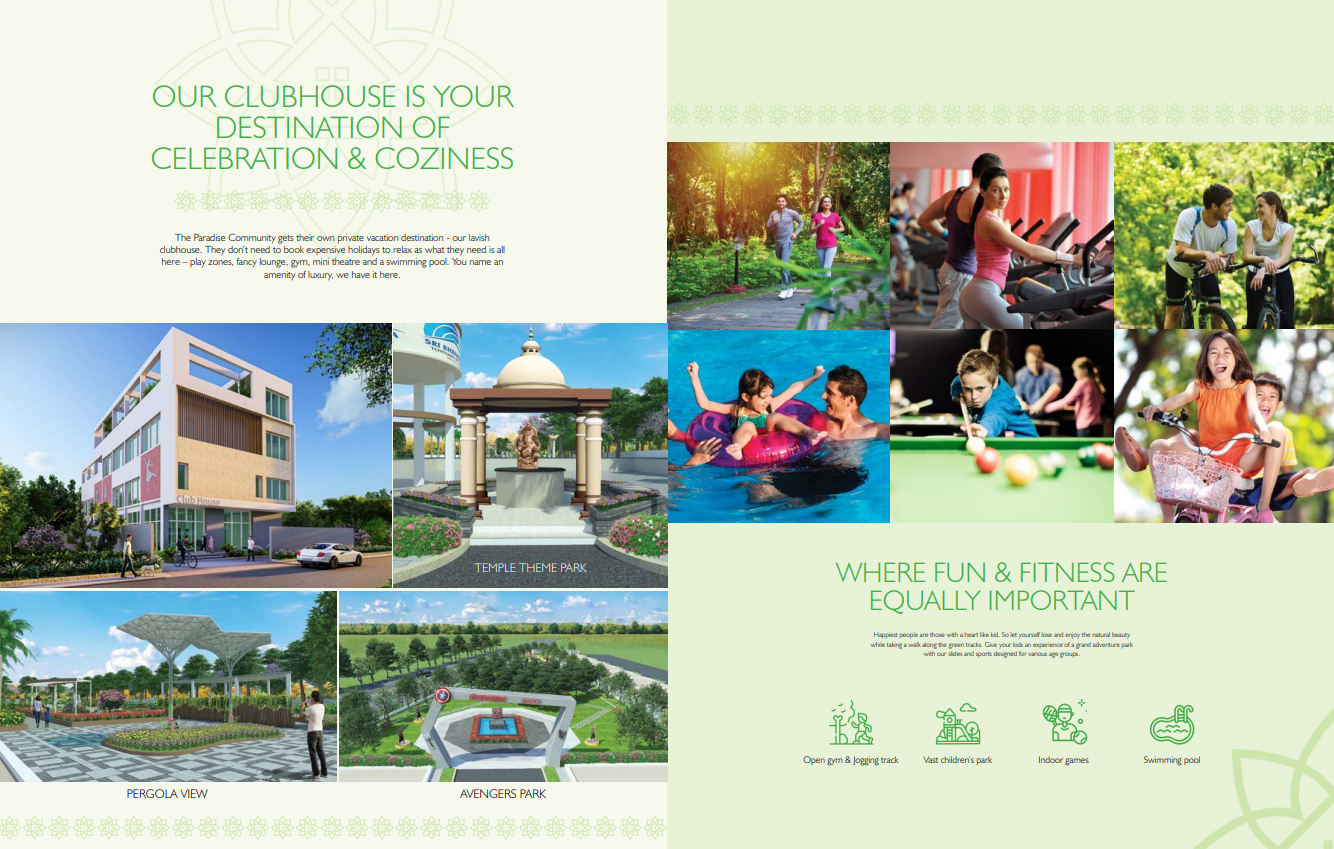 OUR CLUBHOUSE IS YOUR
DESTINATION OF
CELEBRATION & COZINESS
The Paradise Community gets their own private vacation destination - our lavish
clubhouse. They don't need to book expensive holidays to relax as what they need is all
here – play zones, fancy lounge, gym, mini theatre and a swimming pool. You name an
amenity of luxury, we have it here.
Club House
SRI
TEMPLE THEME PARK
PERGOLA VIEW
AVENGERS PARK
WHERE FUN & FITNESS ARE
EQUALLY IMPORTANT
Happiest people are those with a heart like kid. So let yourself lose and enjoy the natural beauty
while taking a walk along the green tracks. Give your kids an experience of a grand adventure park
with our slides and sports designed for various age groups.
Open gym & Jogging track
Vast children's park
Indoor games
Swimming pool